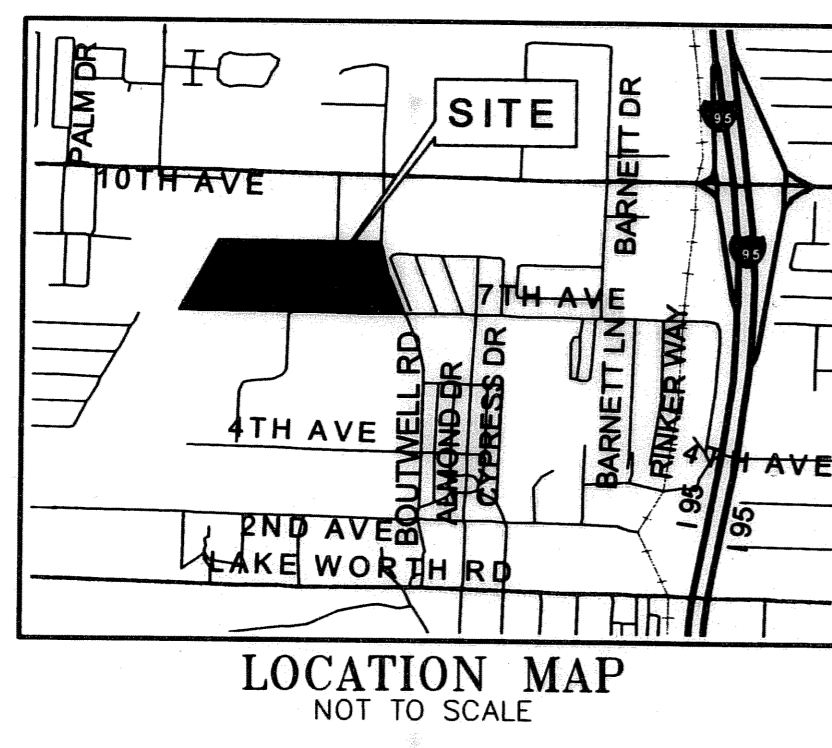 PALM DR
SITE
BARNETT DR
95
10TH AVE
95
7TH AVE
BOUTWELL RD
ALMOND DR
CYPRESS DR
BARNETT LN
RINKER WAY
4TH AVE
4TH AVE
I 95
I 95
2ND AVE
LAKE WORTH RD
LOCATION MAP
NOT TO SCALE